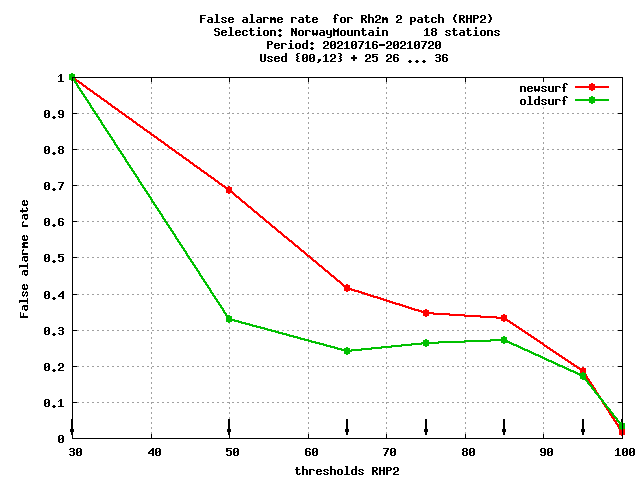 False alarme rate  for Rh2m 2 patch (RHP2)
Selection: NorwayMountain     18 stations
Period: 20210716-20210720
Used {00,12} + 25 26 ... 36
newsurf
oldsurf
1
0.9
0.8
0.7
0.6
0.5
0.4
0.3
0.2
0.1
0
False alarme rate
30 40 50 60 70 80 90 100
thresholds RHP2